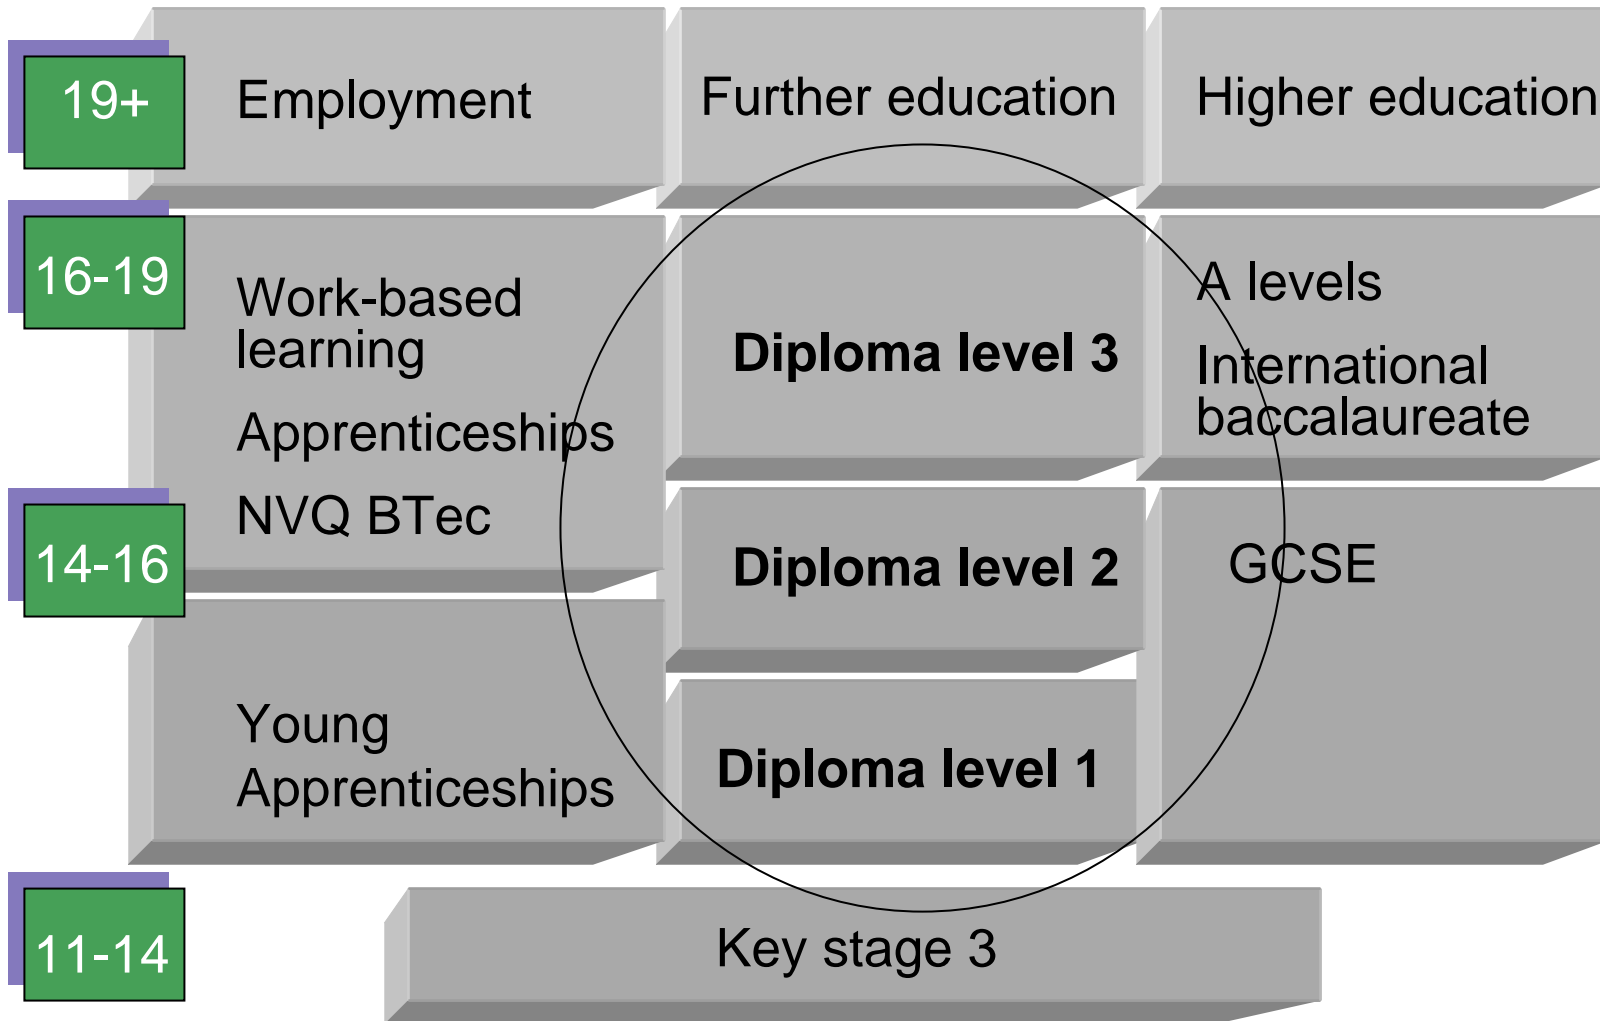 19+
Employment
Further education
Higher education
16-19
Work-based
learning
Apprenticeships
NVQ BTec
Diploma level 3
A levels
International
baccalaureate
14-16
Diploma level 2
GCSE
Young
Apprenticeships
Diploma level 1
11-14
Key stage 3